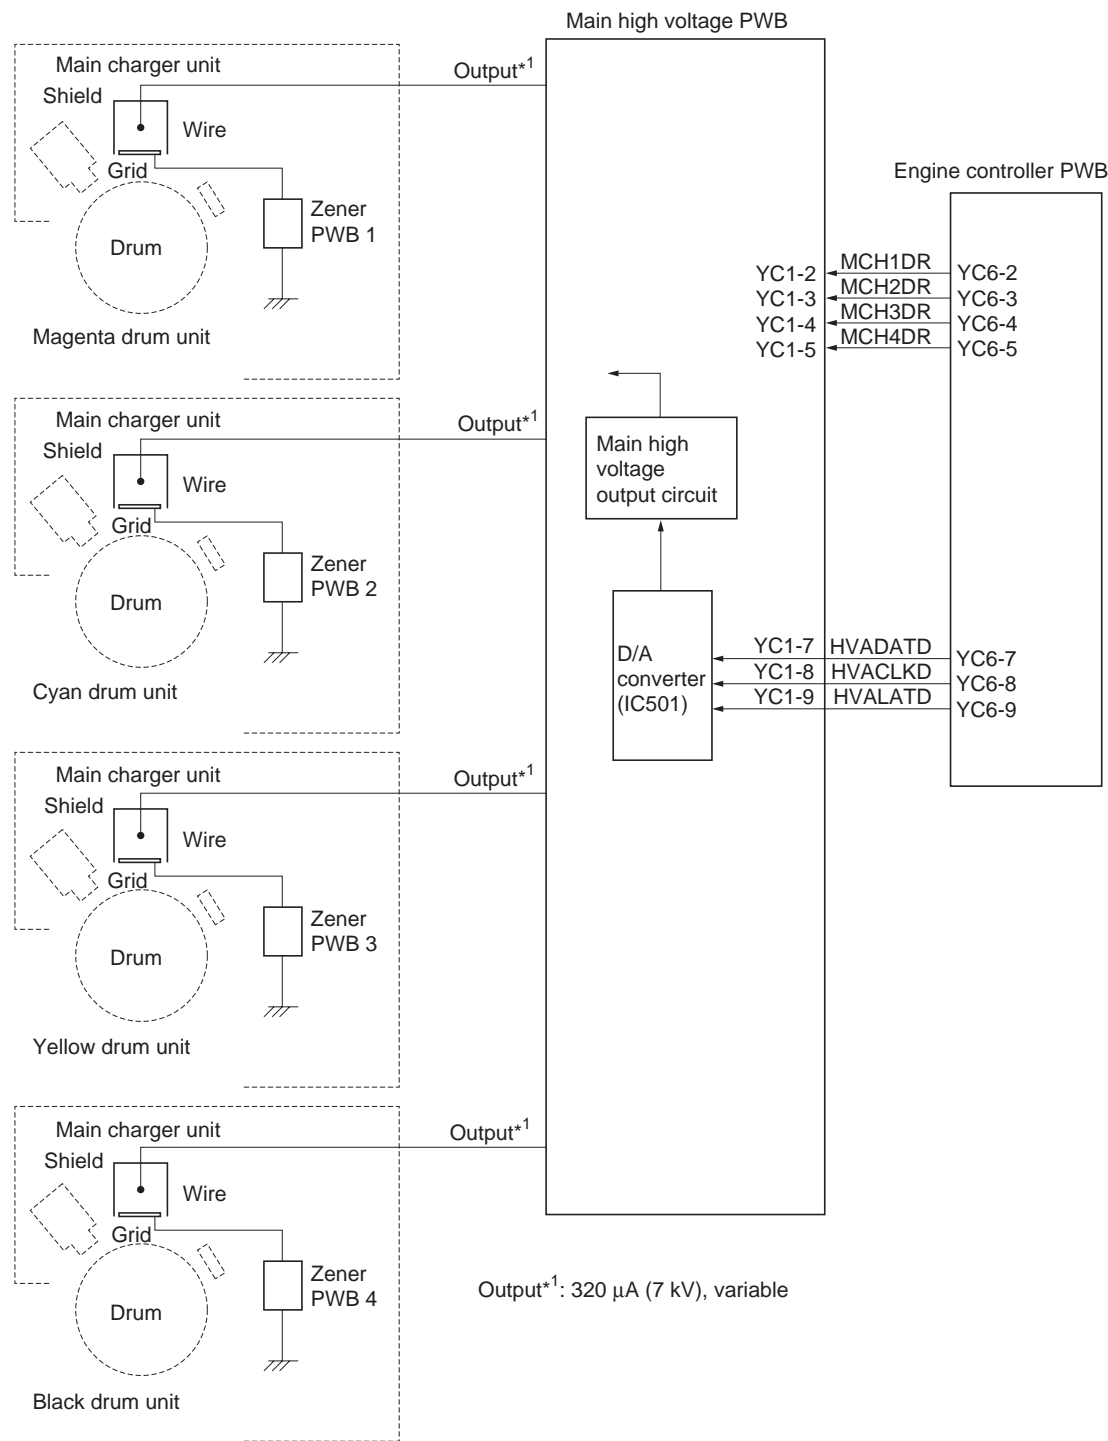 Main high voltage PWB
Main charger unit
Output*1
Shield
Wire
Grid
Drum
Zener
PWB 1
Magenta drum unit
Engine controller PWB
YC1-2 MCH1DR YC6-2
YC1-3 MCH2DR YC6-3
YC1-4 MCH3DR YC6-4
YC1-5 MCH4DR YC6-5
Main charger unit
Output*1
Shield
Wire
Grid
Drum
Zener
PWB 2
Cyan drum unit
Main high
voltage
output circuit
D/A
converter
(IC501)
YC1-7 HVADATD YC6-7
YC1-8 HVACLKD YC6-8
YC1-9 HVALATD YC6-9
Main charger unit
Output*1
Shield
Wire
Grid
Drum
Zener
PWB 3
Yellow drum unit
Main charger unit
Output*1
Shield
Wire
Grid
Drum
Zener
PWB 4
Black drum unit
Output*1: 320 μA (7 kV), variable